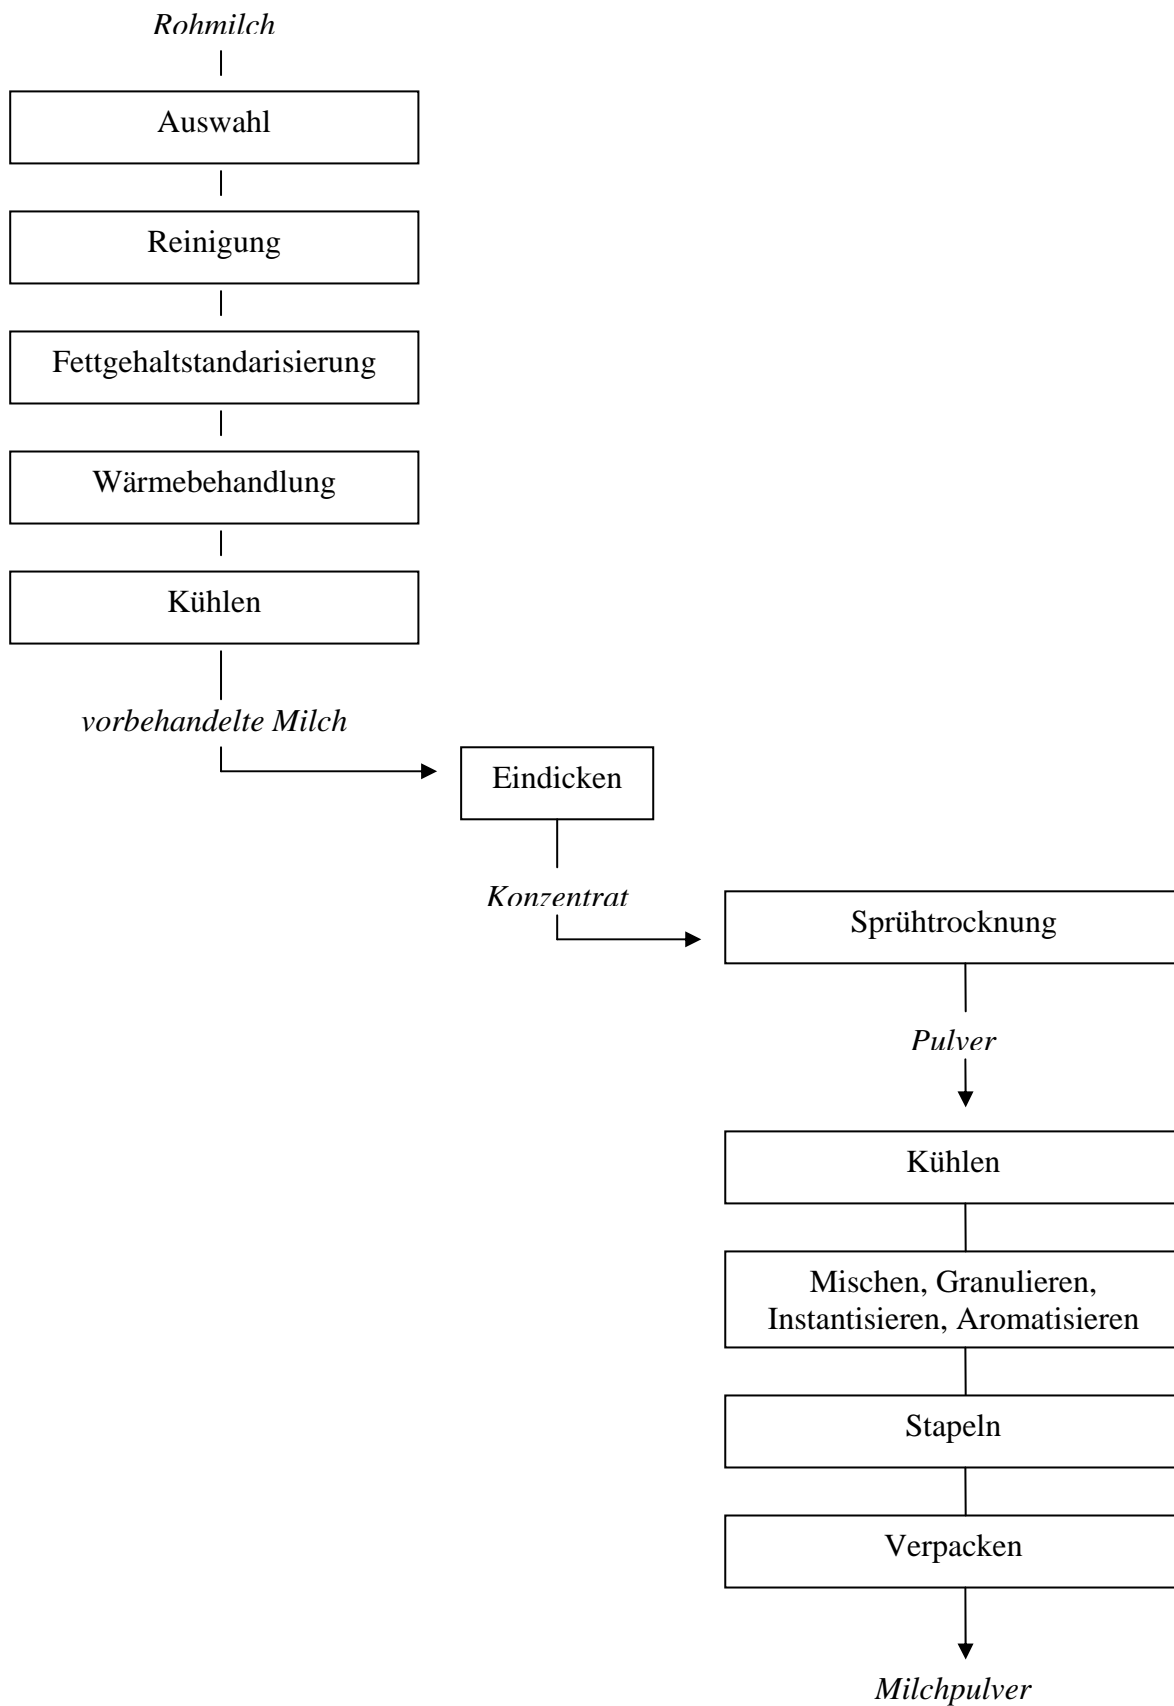 Rohmilch
Auswahl
Reinigung
Fettgehaltstandarisierung
Wärmebehandlung
Kühlen
vorbehandelte Milch
Eindicken
Konzentrat
Sprühtrocknung
Pulver
Kühlen
Mischen, Granulieren,
Instantisieren, Aromatisieren
Stapeln
Verpacken
Milchpulver